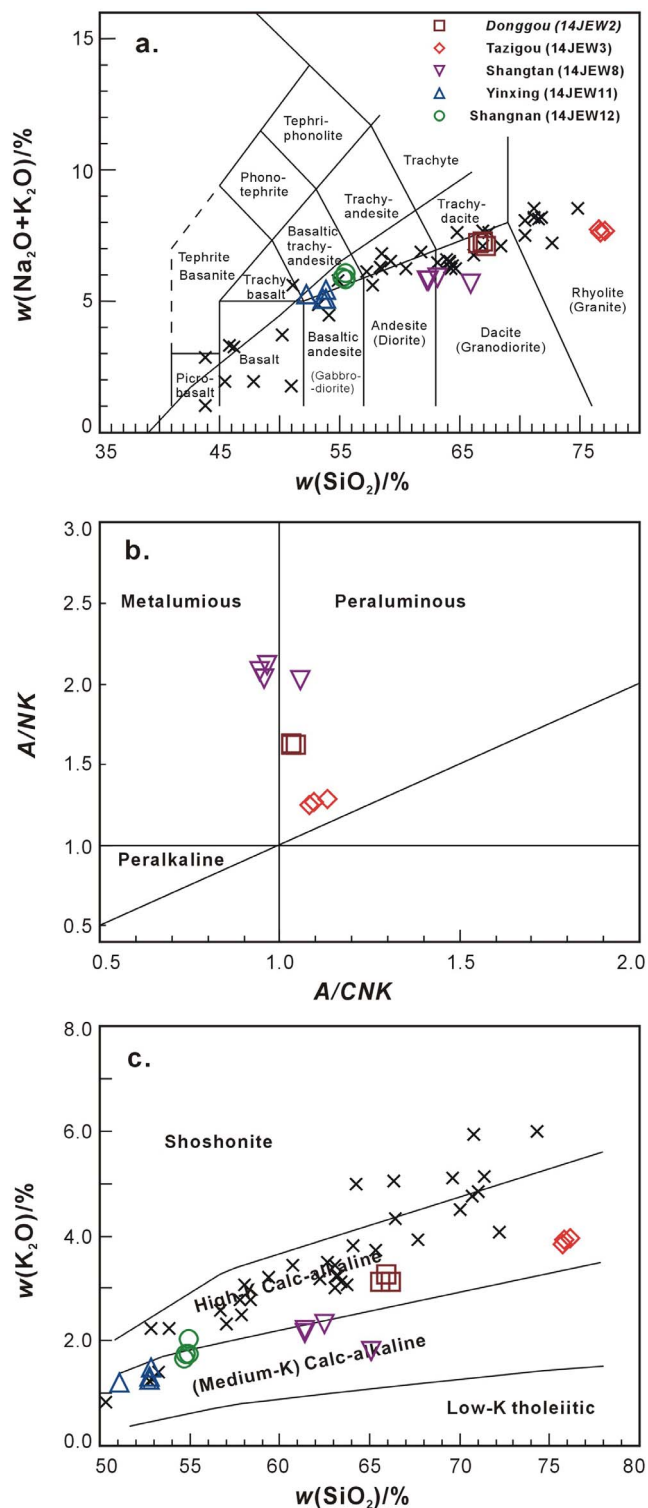 a.
Donggou (14JEW2)
Tazigou (14JEW3)
Shangtan (14JEW8)
Yinxing (14JEW11)
Shangnan (14JEW12)
15
10
5
0
w(Na₂O+K₂O)/%
Tephri-
phonolite
Phono-
tephrite
Tephrite
Basanite
Trachy-
basalt
Basaltic
trachy-
andesite
Trachy-
andesite
Trachyte
Trachy-
dacite
Picro-
basalt
Basalt
Basaltic
andesite
(Gabbro-
-diorite)
Andesite
(Diorite)
Dacite
(Granodiorite)
Rhyolite
(Granite)
35
45
55
65
75
w(SiO₂)/%
b.
3.0
2.5
2.0
1.5
1.0
0.5
A/NK
Metalumious
Peraluminous
Peralkaline
0.5
1.0
1.5
2.0
A/CNK
c.
8.0
6.0
4.0
2.0
0.0
w(K₂O)/%
Shoshonite
High-K Calc-alkaline
(Medium-K) Calc-alkaline
Low-K tholeiitic
50
55
60
65
70
75
80
w(SiO₂)/%